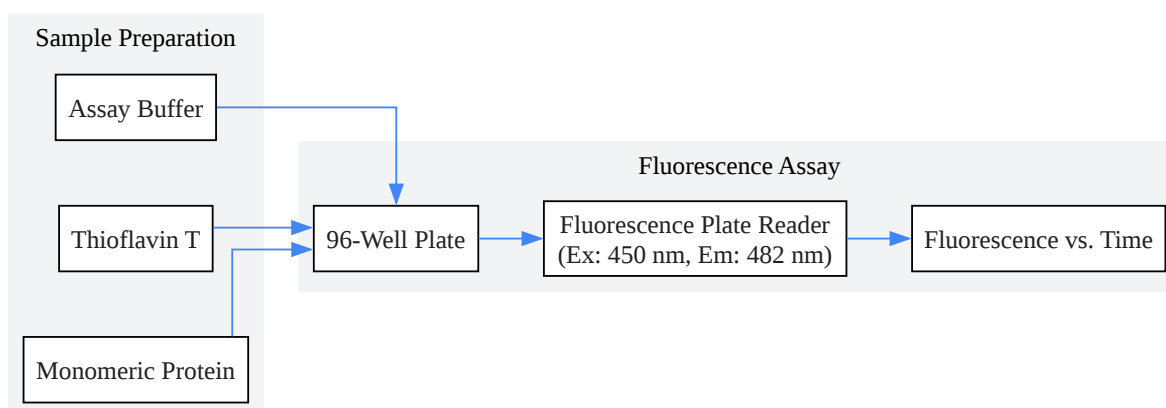 Sample Preparation
Assay Buffer
Thioflavin T
Monomeric Protein
Fluorescence Assay
96-Well Plate
Fluorescence Plate Reader
(Ex: 450 nm, Em: 482 nm)
Fluorescence vs. Time